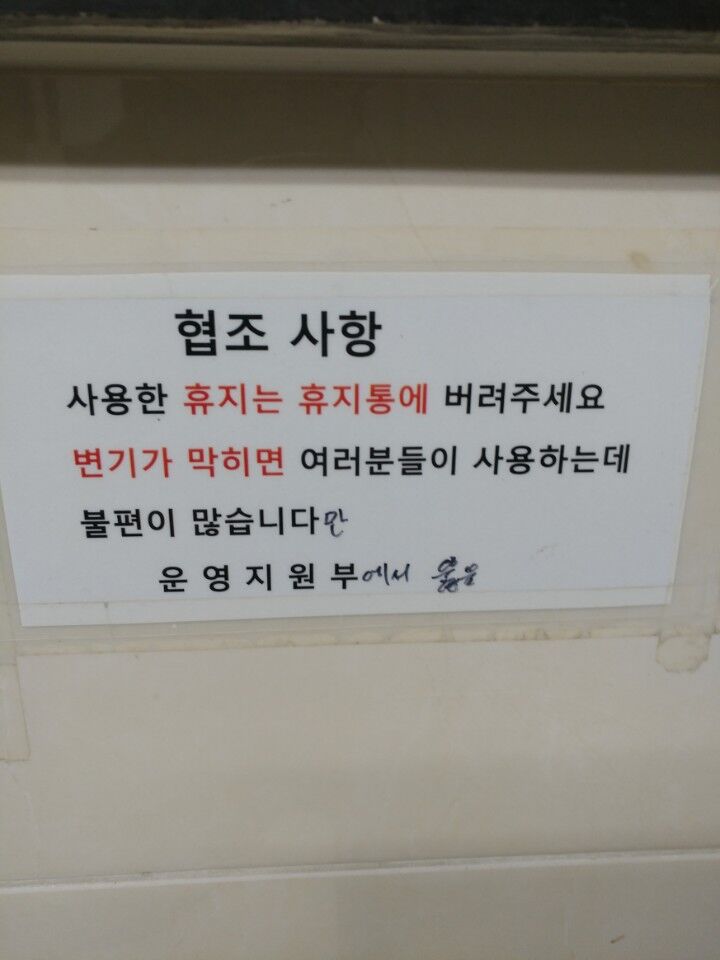 협조 사항
사용한 휴지는 휴지통에 버려주세요
변기가 막히면 여러분들이 사용하는데
불편이 많습니다만
운영지원부에서